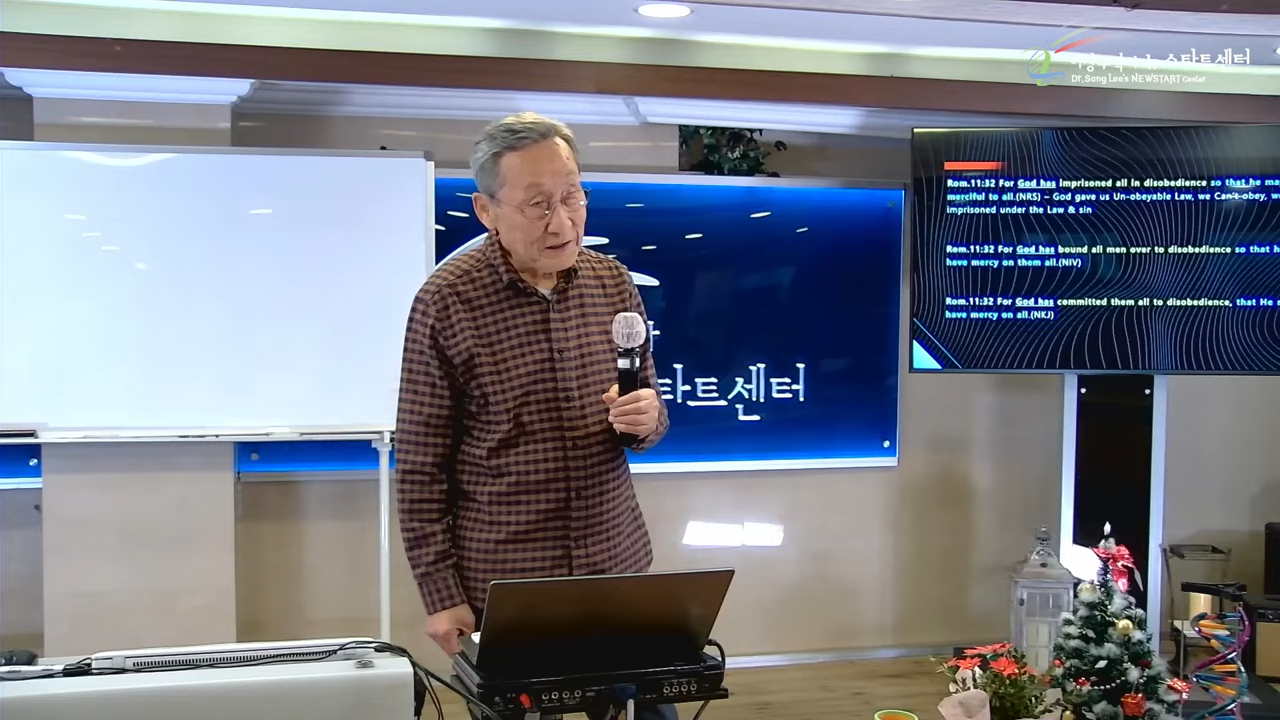 스타트센터
Dr. Sang Lee's NEWSTART Center
Rom.11:32 For God has imprisoned all in disobedience so that he ma
merciful to all.(NRS) – God gave us Un-obeyable Law, we Can't obey, w
imprisoned under the Law & sin
Rom.11:32 For God has bound all men over to disobedience so that h
have mercy on them all.(NIV)
Rom.11:32 For God has committed them all to disobedience, that He
have mercy on all.(NKJ)
타트센터